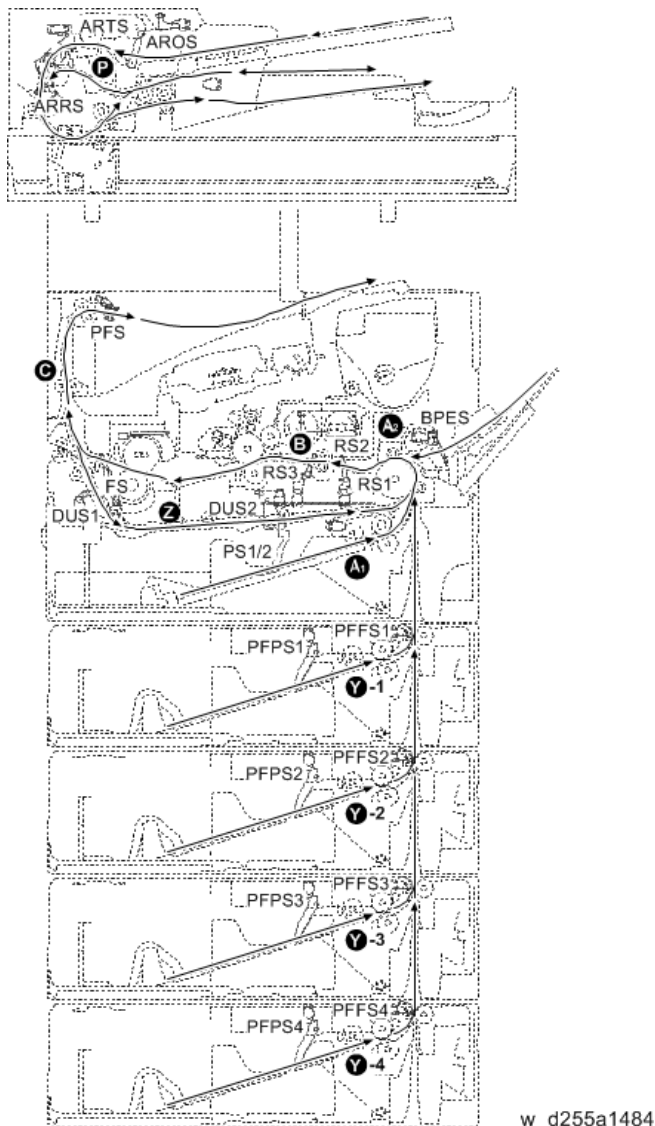 ARTS
AROS
P
ARRS
PFS
C
A2
BPES
B
RS2
RS3
RS1
FS
DUS1
Z
DUS2
PS1/2
A1
PFFS1
PFPS1
Y-1
PFFS2
PFPS2
Y-2
PFFS3
PFPS3
Y-3
PFFS4
PFPS4
Y-4
w_d255a1484